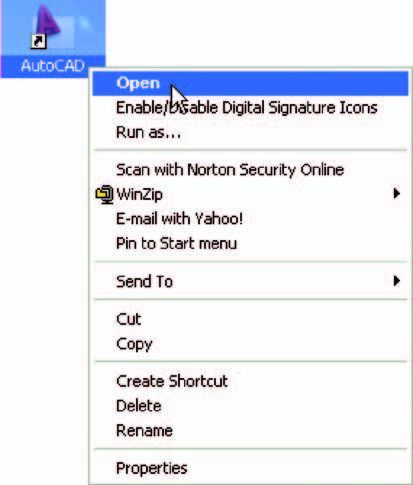 AutoCAD
Open
Enable/Disable Digital Signature Icons
Run as...
Scan with Norton Security Online
WinZip
E-mail with Yahoo!
Pin to Start menu
Send To
Cut
Copy
Create Shortcut
Delete
Rename
Properties